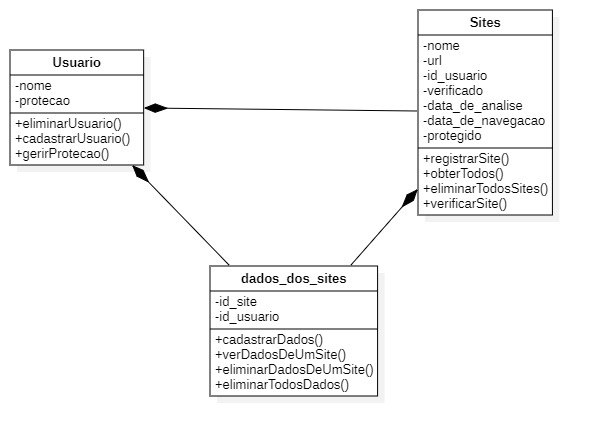 Usuario
-nome
-protecao
+eliminarUsuario()
+cadastrarUsuario()
+gerirProtecao()
Sites
-nome
-url
-id_usuario
-verificado
-data_de_analise
-data_de_navegacao
-protegido
+registrarSite()
+obterTodos()
+eliminarTodosSites()
+verificarSite()
dados_dos_sites
-id_site
-id_usuario
+cadastrarDados()
+verDadosDeUmSite()
+eliminarDadosDeUmSite()
+eliminarTodosDados()